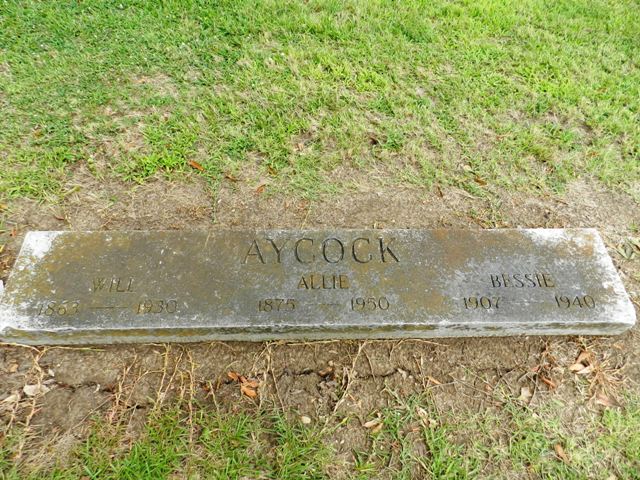 AYCOCK
WILL ALLIE BESSIE
1863 — 1930 1875 — 1950 1907 — 1940